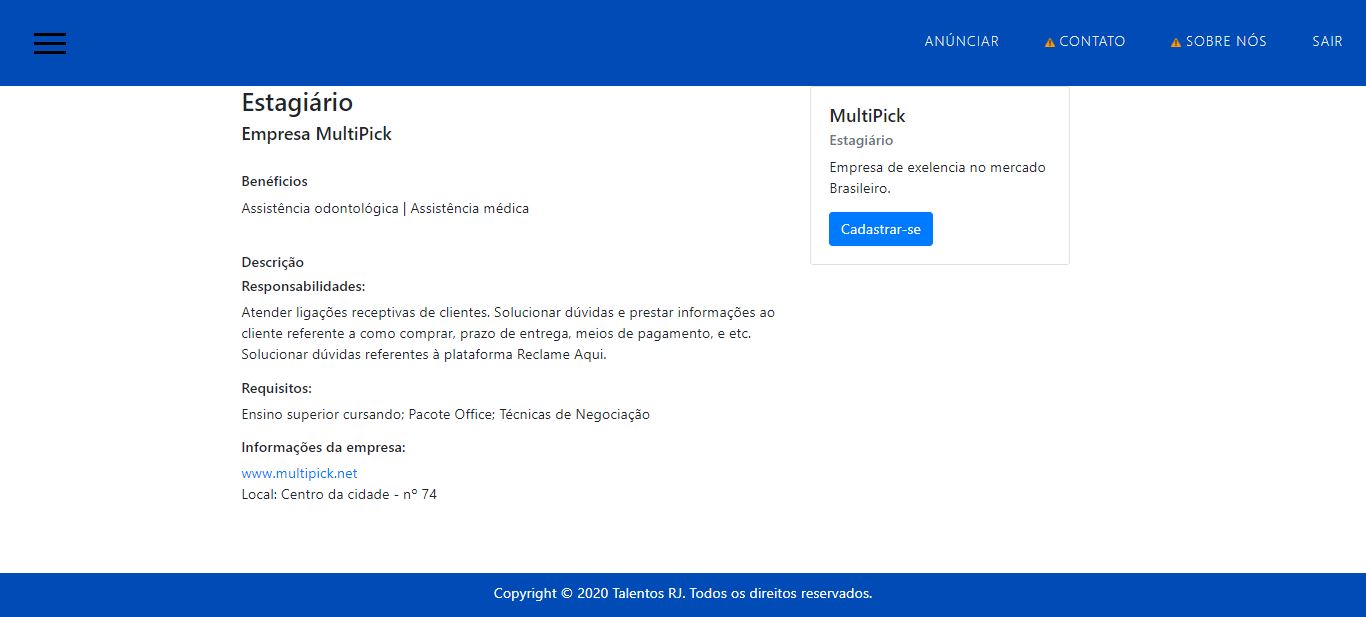 ANÚNCIAR
CONTATO
SOBRE NÓS
SAIR
Estagiário
Empresa MultiPick
Benéficios
Assistência odontológica | Assistência médica
Descrição
Responsabilidades:
Atender ligações receptivas de clientes. Solucionar dúvidas e prestar informações ao
cliente referente a como comprar, prazo de entrega, meios de pagamento, e etc.
Solucionar dúvidas referentes à plataforma Reclame Aqui.
Requisitos:
Ensino superior cursando; Pacote Office; Técnicas de Negociação
Informações da empresa:
www.multipick.net
Local: Centro da cidade - nº 74
MultiPick
Estagiário
Empresa de exelencia no mercado
Brasileiro.
Cadastrar-se
Copyright © 2020 Talentos RJ. Todos os direitos reservados.